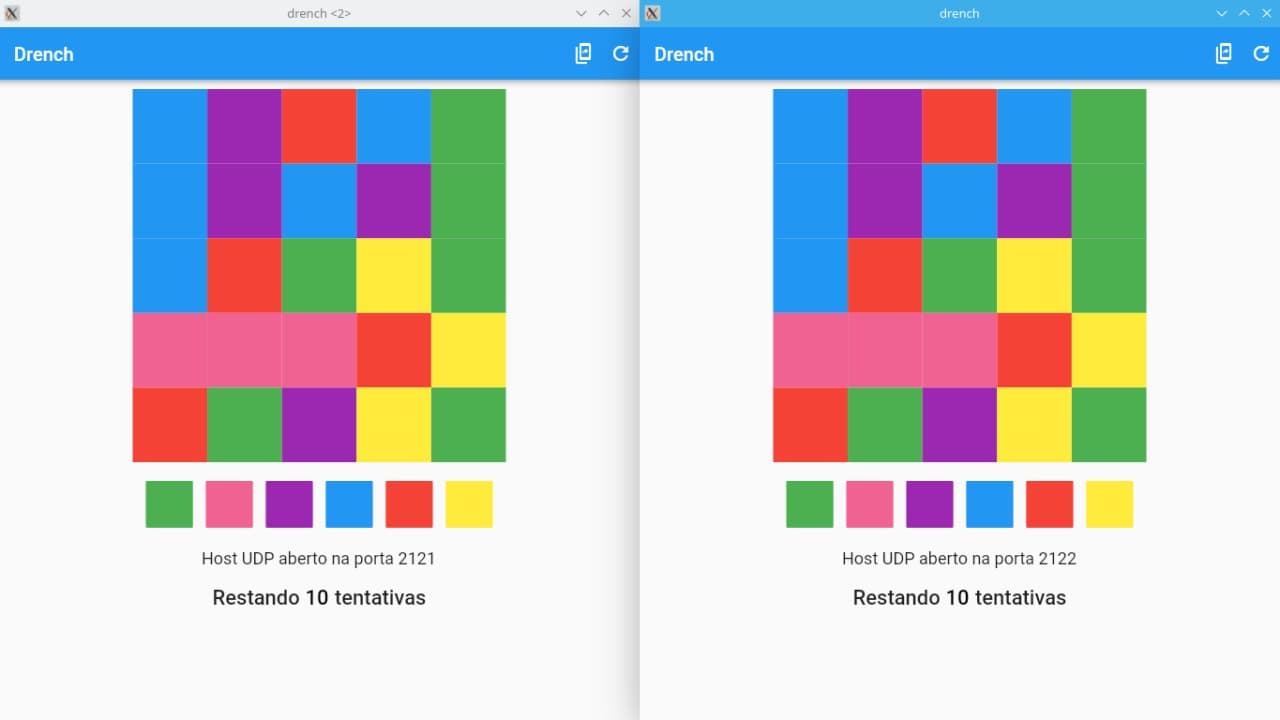 drench <2>
Drench
Host UDP aberto na porta 2121
Restando 10 tentativas
drench
Drench
Host UDP aberto na porta 2122
Restando 10 tentativas